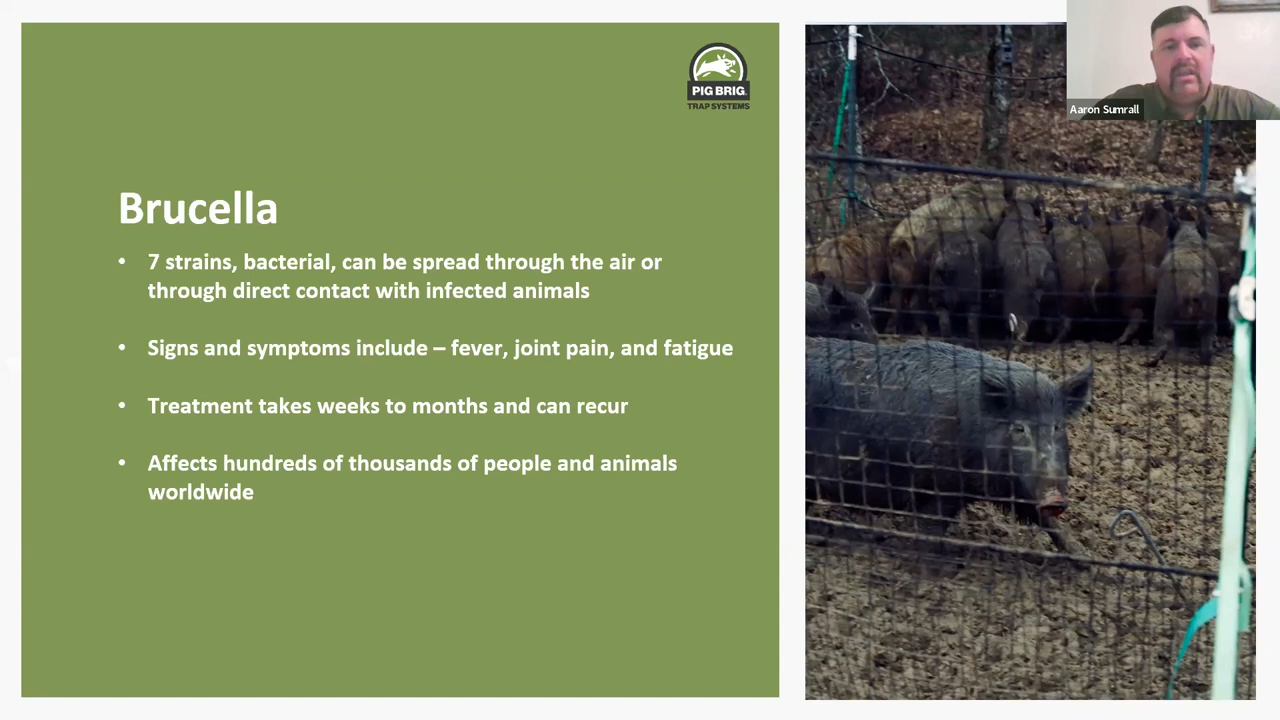 PIG BRIG
TRAP SYSTEMS
Aaron Sumrall
Brucella
• 7 strains, bacterial, can be spread through the air or
through direct contact with infected animals
• Signs and symptoms include – fever, joint pain, and fatigue
• Treatment takes weeks to months and can recur
• Affects hundreds of thousands of people and animals
worldwide